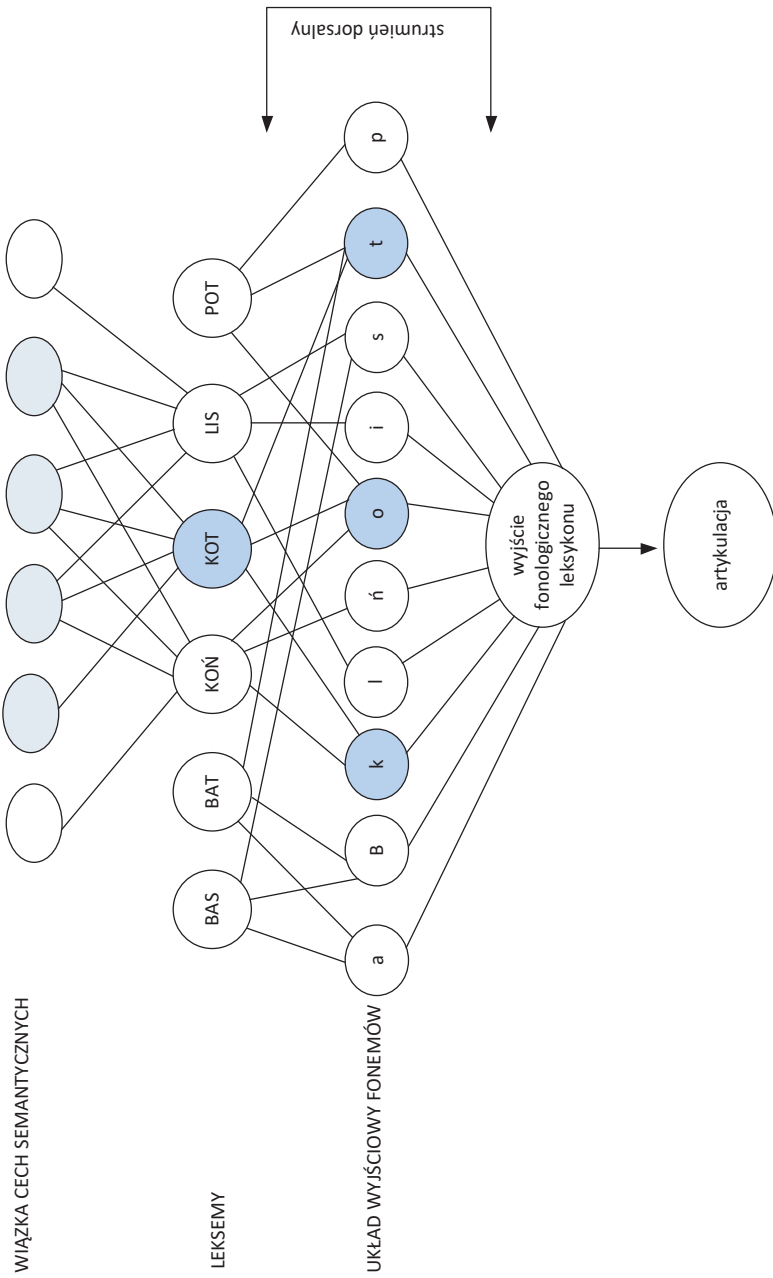 WIĄZKA CECH SEMANTYCZNYCH
LEKSEMY
BAS
BAT
KOŃ
KOT
LIS
POT
UKŁAD WYJŚCIOWY FONEMÓW
a
B
k
l
ń
o
i
s
t
p
strumień dorsalny
wyjście
fonologicznego
leksykonu
artykulacja